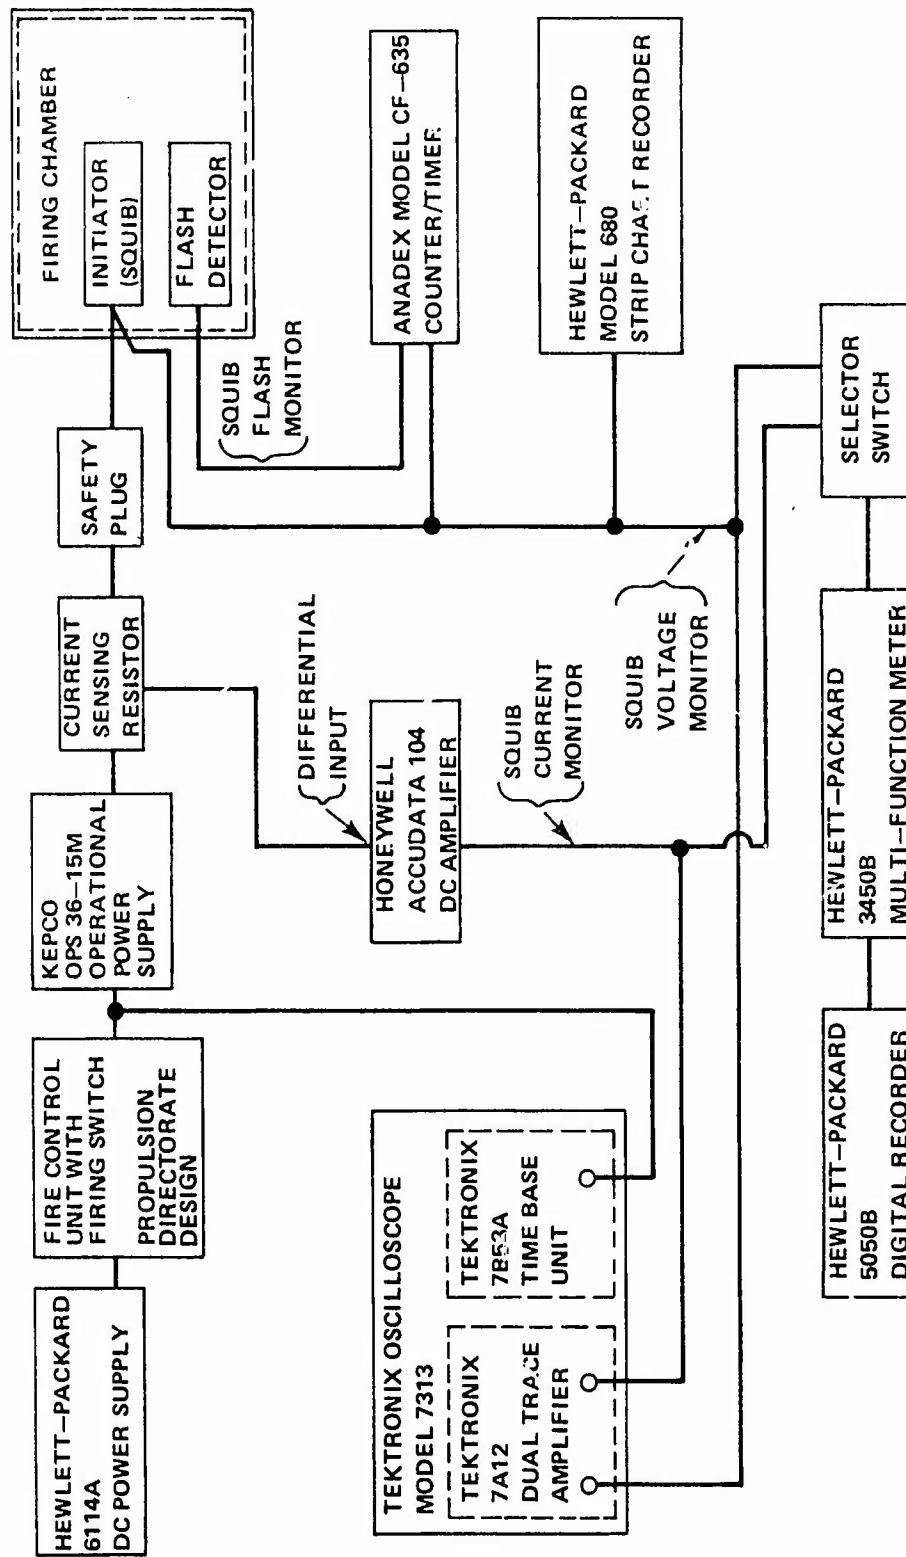 HEWLETT–PACKARD
6114A
DC POWER SUPPLY
FIRE CONTROL
UNIT WITH
FIRING SWITCH
PROPULSION
DIRECTORATE
DESIGN
KEPCO
OPS 36–15M
OPERATIONAL
POWER
SUPPLY
CURRENT
SENSING
RESISTOR
SAFETY
PLUG
FIRING CHAMBER
INITIATOR
(SQUIB)
FLASH
DETECTOR
SQUIB
FLASH
MONITOR
DIFFERENTIAL
INPUT
TEKTRONIX OSCILLOSCOPE
MODEL 7313
TEKTRONIX
7A12
DUAL TRACE
AMPLIFIER
TEKTRONIX
7B53A
TIME BASE
UNIT
HONEYWELL
ACCUDATA 104
DC AMPLIFIER
SQUIB
CURRENT
MONITOR
ANADEX MODEL CF–635
COUNTER/TIMER
HEWLETT–PACKARD
MODEL 680
STRIP CHART RECORDER
SQUIB
VOLTAGE
MONITOR
HEWLETT–PACKARD
5050B
DIGITAL RECORDER
HEWLETT–PACKARD
3450B
MULTI–FUNCTION METER
SELECTOR
SWITCH